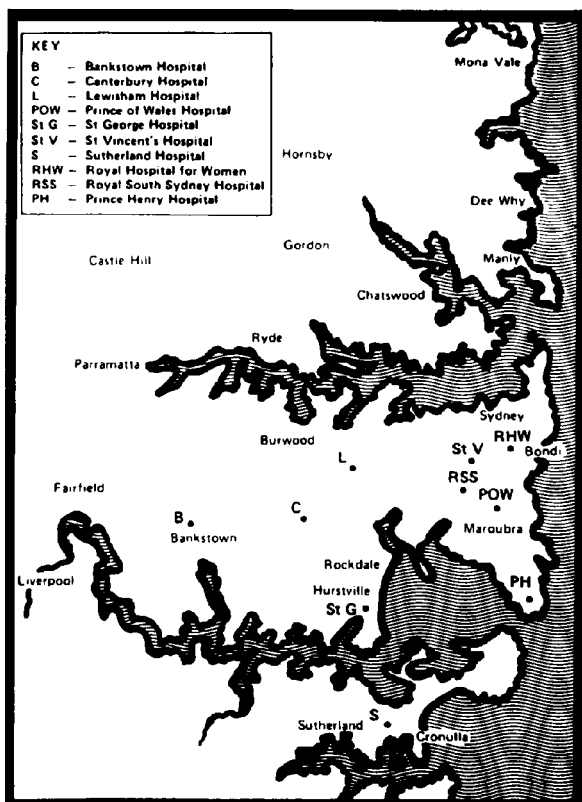 KEY
B – Bankstown Hospital
C – Canterbury Hospital
L – Lewisham Hospital
POW – Prince of Wales Hospital
St G – St George Hospital
St V – St Vincent's Hospital
S – Sutherland Hospital
RHW – Royal Hospital for Women
RSS – Royal South Sydney Hospital
PH – Prince Henry Hospital
Mona Vale
Hornsby
Dee Why
Gordon
Castle Hill
Manly
Chatswood
Ryde
Parramatta
Sydney
Burwood
RHW
St V
Bondi
L
RSS
Fairfield
POW
B
C
Maroubra
Bankstown
Rockdale
Liverpool
Hurstville
PH
St G
S
Sutherland
Cronulla